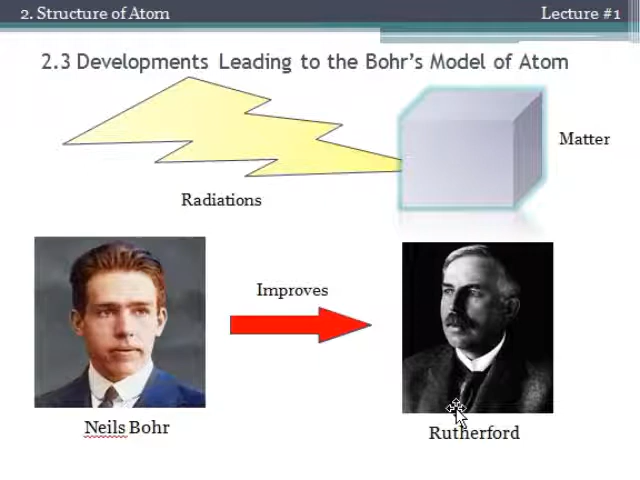 2. Structure of Atom
Lecture #1
2.3 Developments Leading to the Bohr's Model of Atom
Matter
Radiations
Improves
Neils Bohr
Rutherford